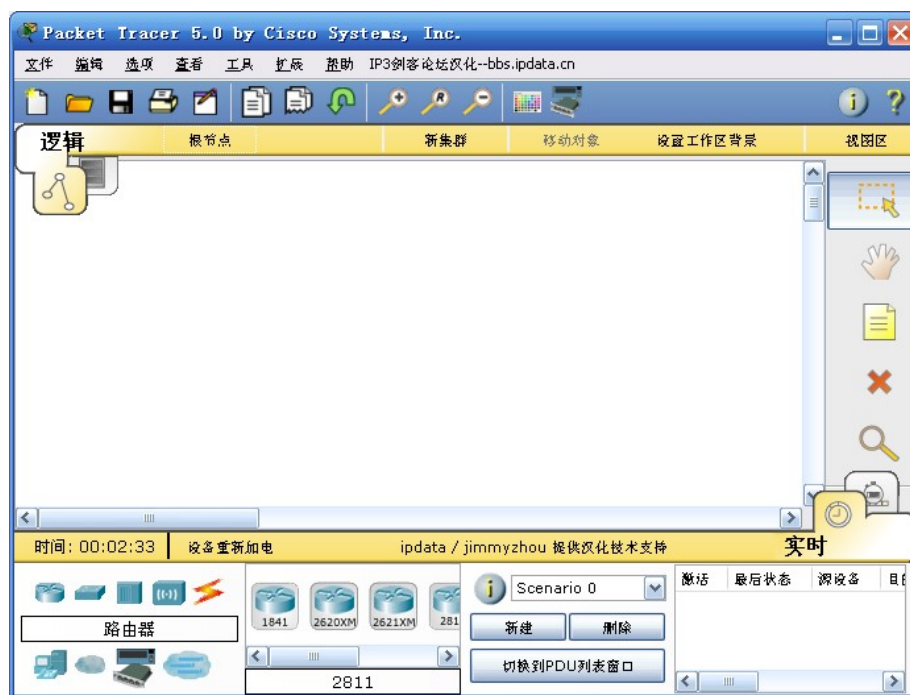 Packet Tracer 5.0 by Cisco Systems, Inc.
文件 编辑 选项 查看 工具 扩展 帮助 IP3剑客论坛汉化--bbs.ipdata.cn
逻辑 根节点 新集群 移动对象 设置工作区背景 视图区
时间: 00:02:33 设备重新加电 ipdata / jimmyzhou 提供汉化技术支持 实时
Scenario 0
激活 最后状态 源设备 目的
1841 2620XM 2621XM 281
路由器
新建 删除
切换到PDU列表窗口
2811